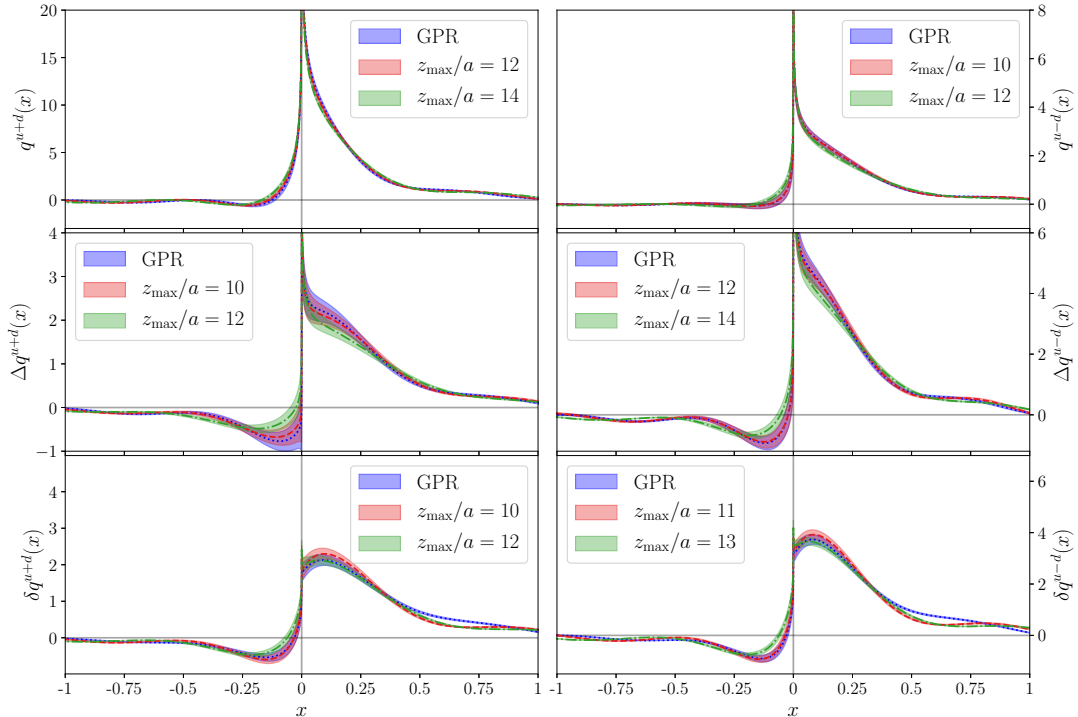 20
15
10
5
0
q^{u+d}(x)
GPR
z_max/a = 12
z_max/a = 14
8
6
4
2
0
q^{u−d}(x)
GPR
z_max/a = 10
z_max/a = 12
4
3
2
1
0
−1
Δq^{u+d}(x)
GPR
z_max/a = 10
z_max/a = 12
6
4
2
0
Δq^{u−d}(x)
GPR
z_max/a = 12
z_max/a = 14
4
3
2
1
0
δq^{u+d}(x)
GPR
z_max/a = 10
z_max/a = 12
6
4
2
0
δq^{u−d}(x)
GPR
z_max/a = 11
z_max/a = 13
-1 -0.75 -0.5 -0.25 0 0.25 0.5 0.75 1
x
-1 -0.75 -0.5 -0.25 0 0.25 0.5 0.75 1
x